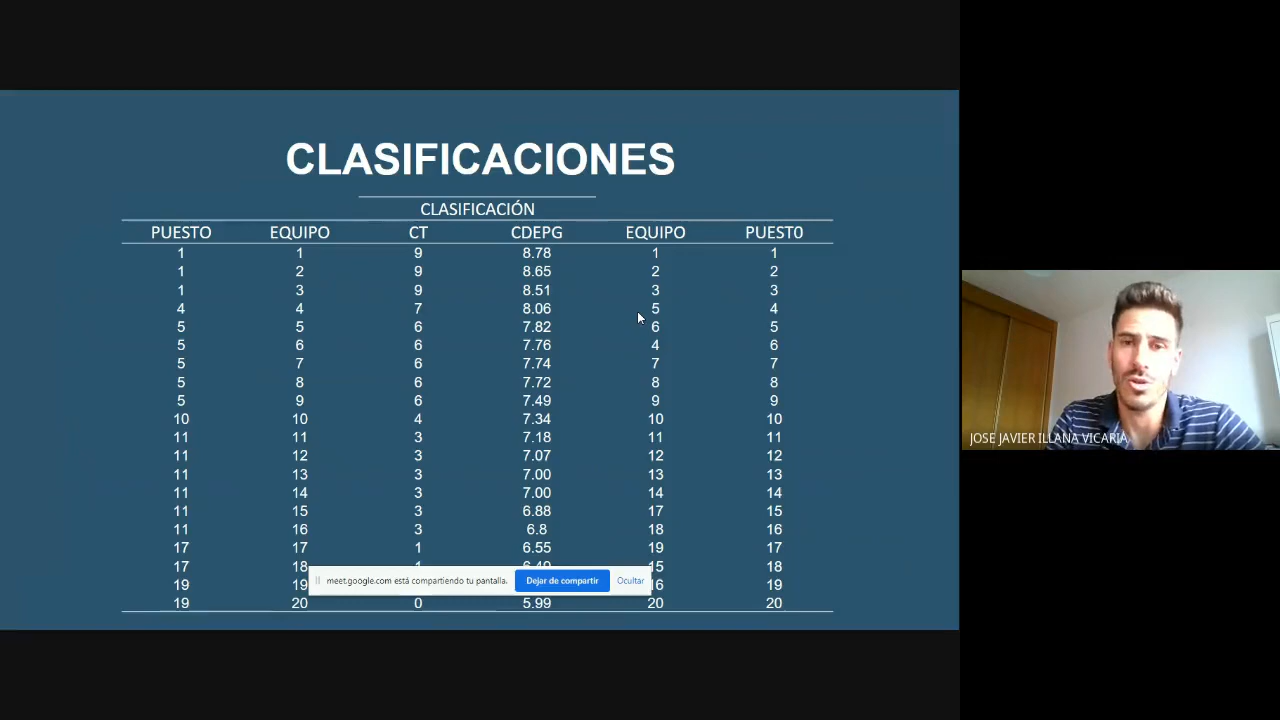 CLASIFICACIONES
CLASIFICACIÓN
PUESTO EQUIPO CT CDEPG EQUIPO PUEST0
1 1 9 8.78 1 1
1 2 9 8.65 2 2
1 3 9 8.51 3 3
4 4 7 8.06 5 4
5 5 6 7.82 6 5
5 6 6 7.76 4 6
5 7 6 7.74 7 7
5 8 6 7.72 8 8
5 9 6 7.49 9 9
10 10 4 7.34 10 10
11 11 3 7.18 11 11
11 12 3 7.07 12 12
11 13 3 7.00 13 13
11 14 3 7.00 14 14
11 15 3 6.88 17 15
11 16 3 6.8 18 16
17 17 1 6.55 19 17
17 18 15 18
19 19 16 19
meet.google.com está compartiendo tu pantalla. Dejar de compartir Ocultar
19 20 0 5.99 20 20
JOSE JAVIER ILLANA VICARIA